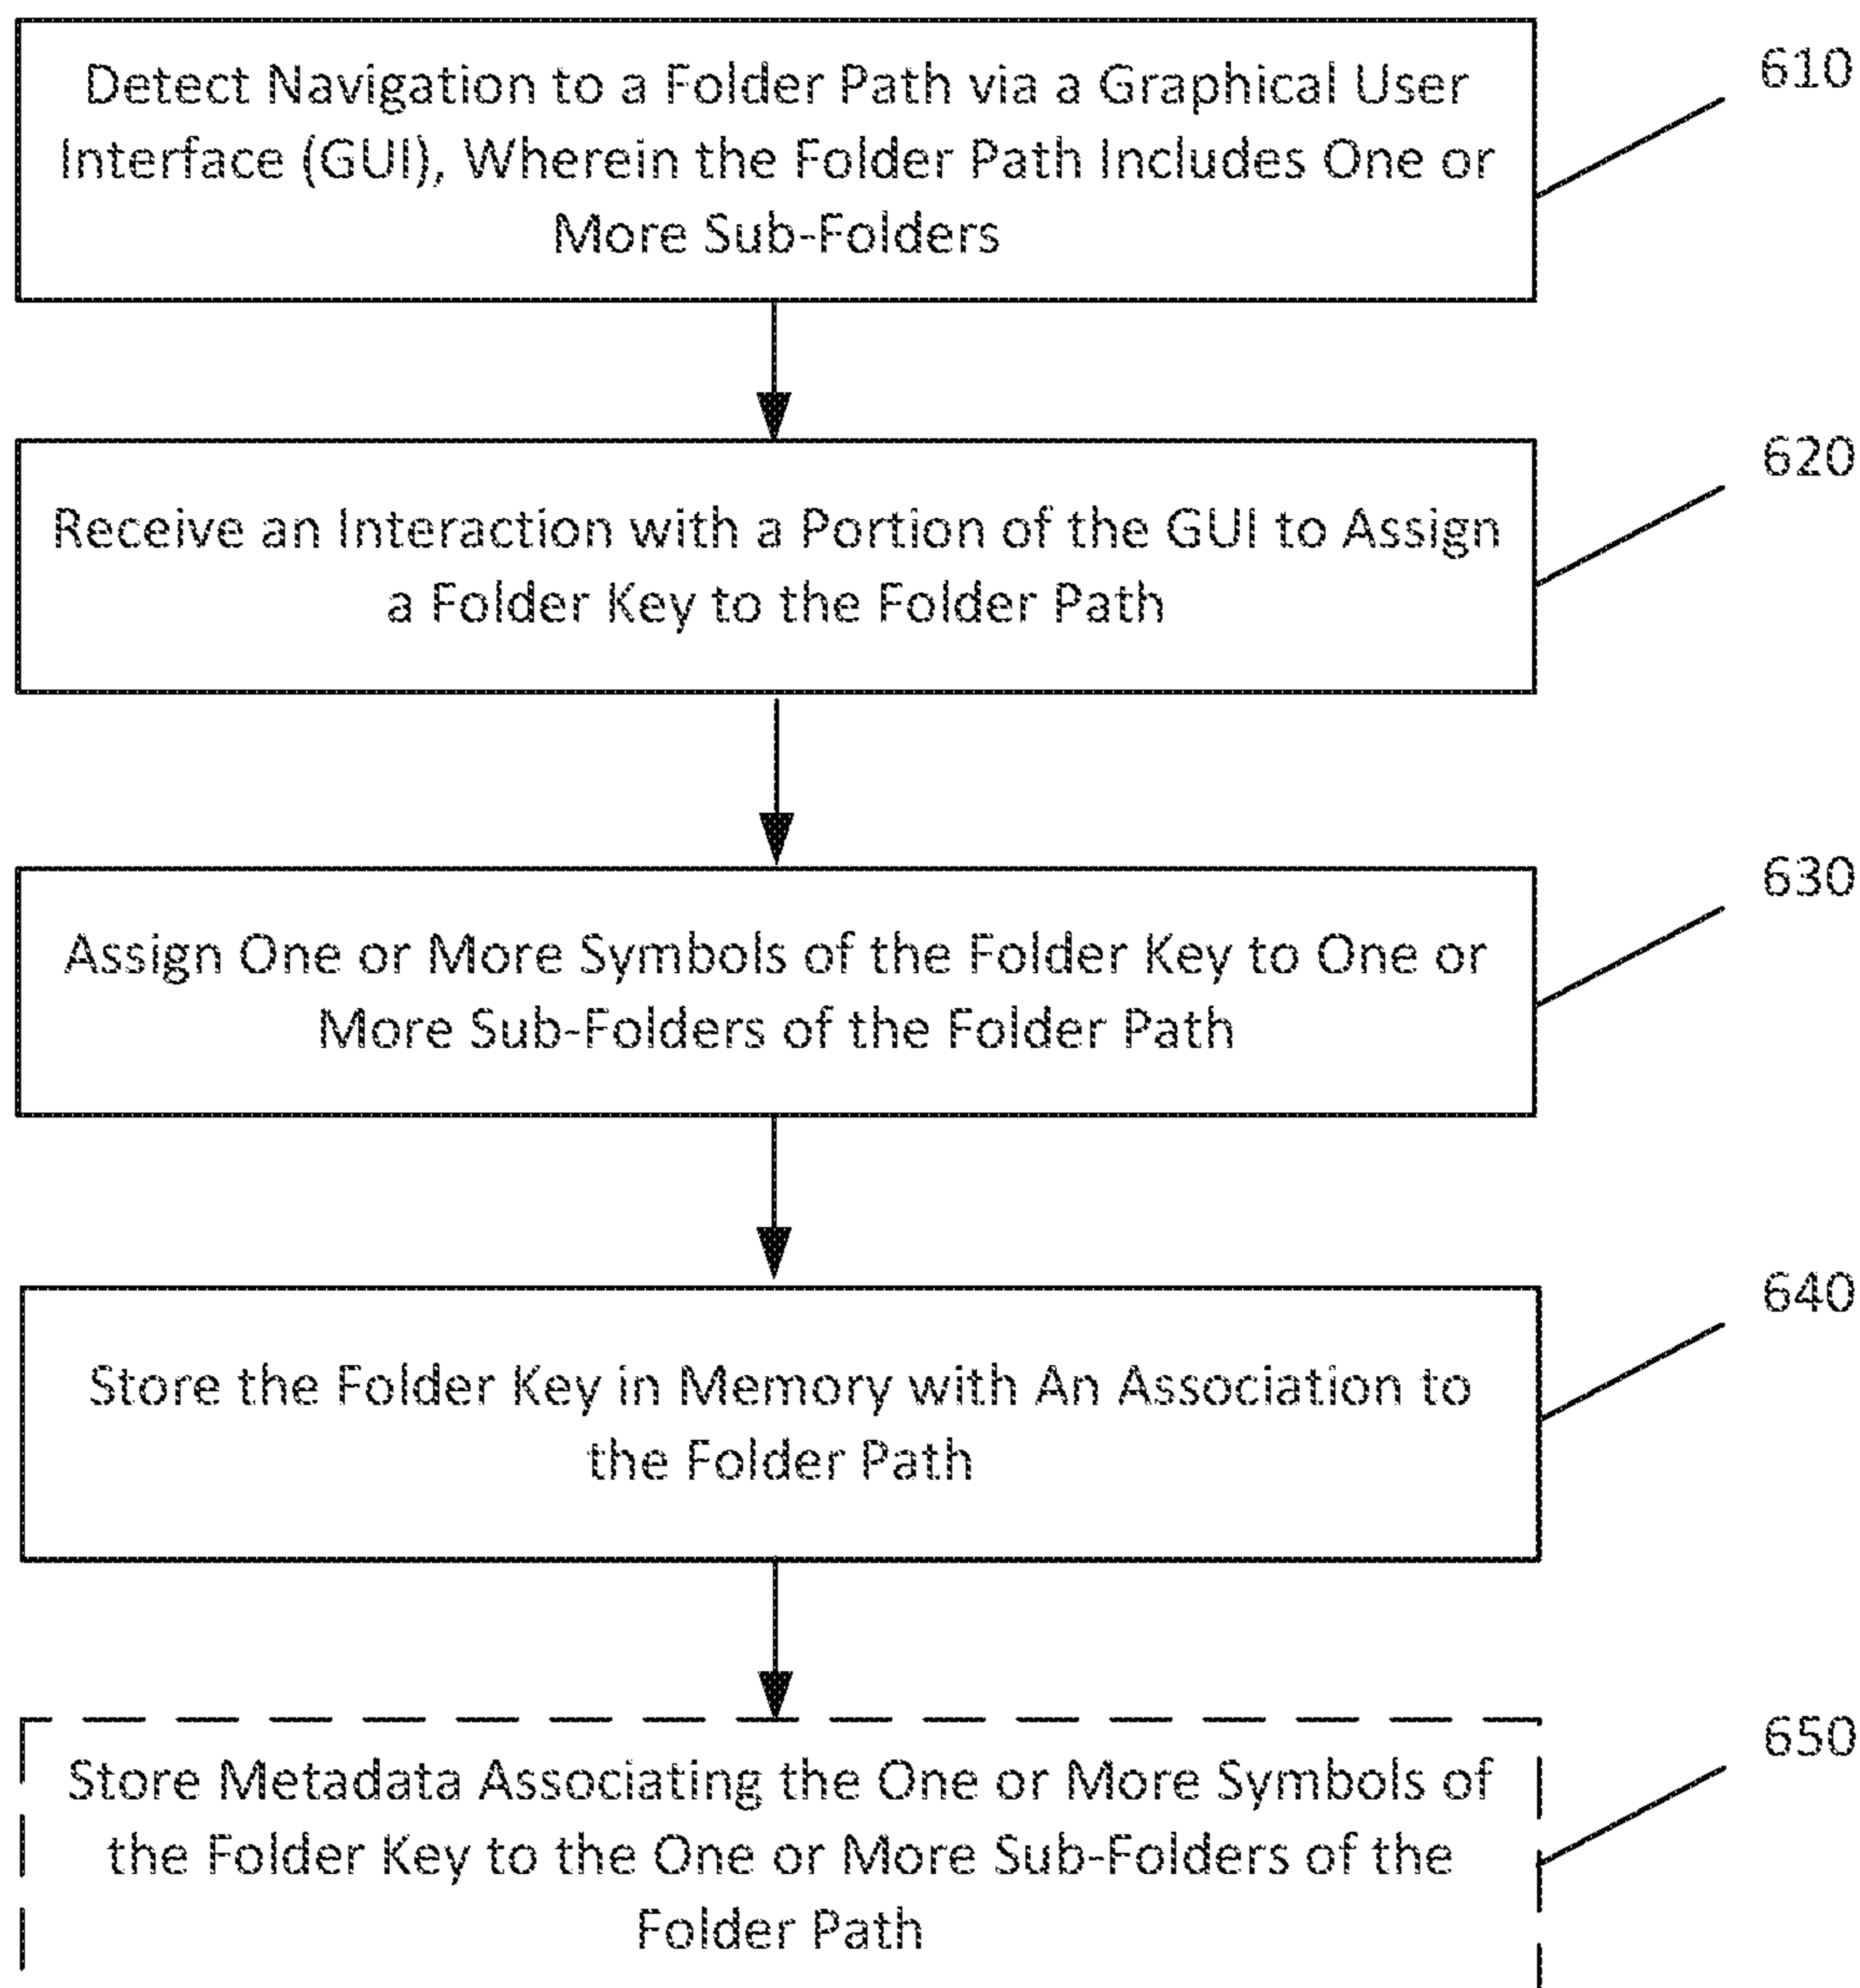 Detect Navigation to a Folder Path via a Graphical User
Interface (GUI), Wherein the Folder Path Includes One or
More Sub-Folders
610
Receive an Interaction with a Portion of the GUI to Assign
a Folder Key to the Folder Path
620
Assign One or More Symbols of the Folder Key to One or
More Sub-Folders of the Folder Path
630
Store the Folder Key in Memory with An Association to
the Folder Path
640
Store Metadata Associating the One or More Symbols of
the Folder Key to the One or More Sub-Folders of the
Folder Path
650